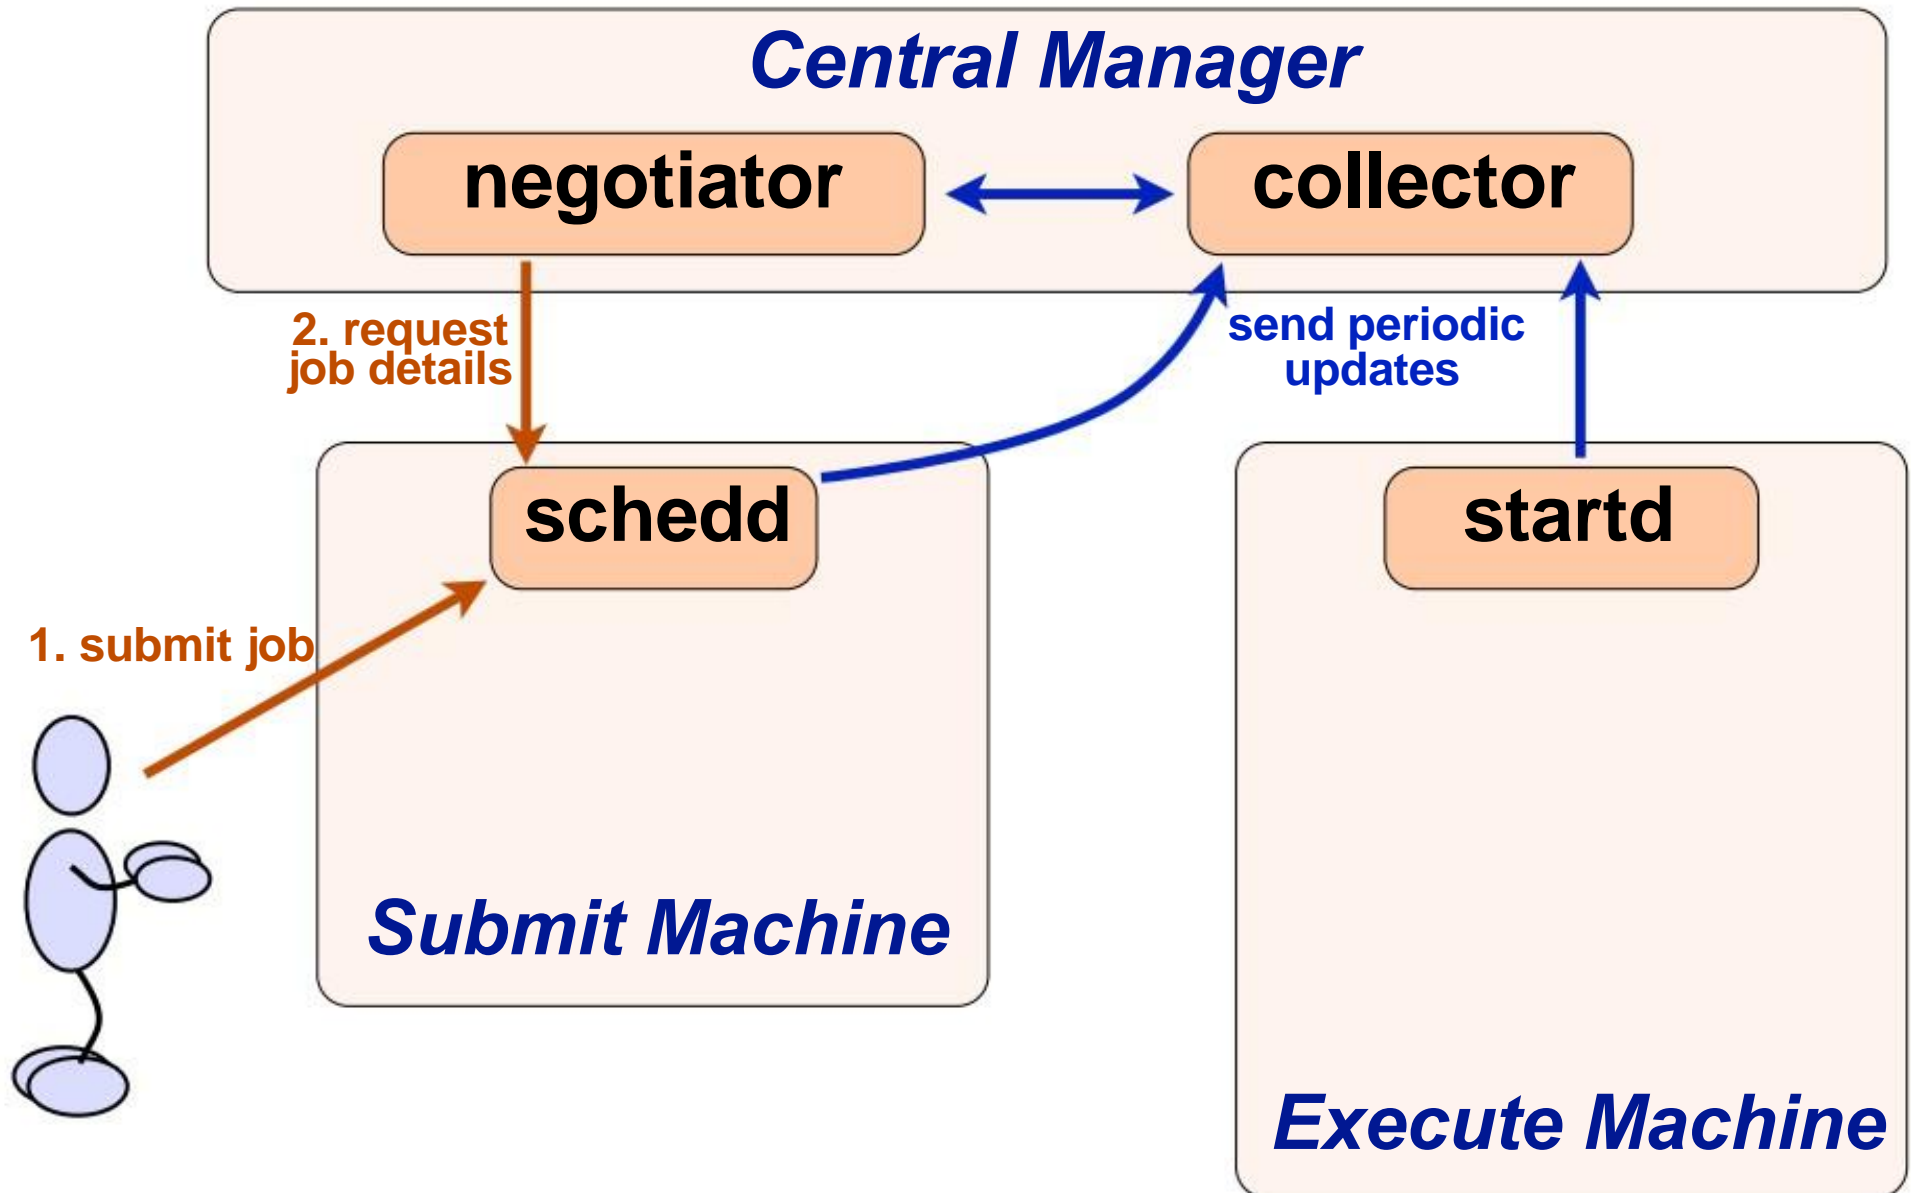 Central Manager
negotiator
collector
2. request
job details
send periodic
updates
schedd
startd
1. submit job
Submit Machine
Execute Machine